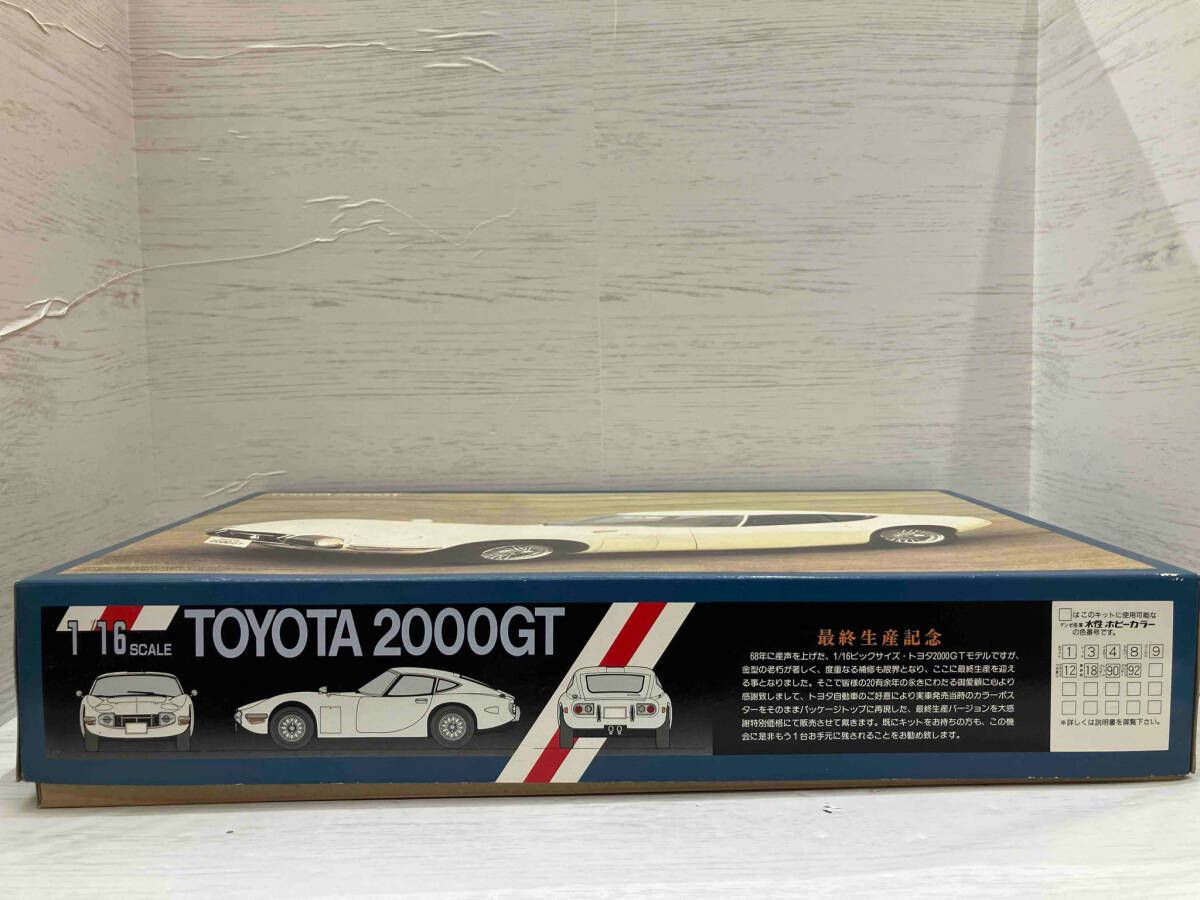 2000GT
1/16 SCALE TOYOTA 2000GT
最終生産記念
68年に産声を上げた、1/16ビックサイズ・トヨタ2000GTモデルですが、
金型の老朽が著しく、度重なる補修も限界となり、ここに最終生産を迎え
る事となりました。そこで皆様の20有余年の永きにわたる御愛顧に心より
感謝致しまして、トヨタ自動車のご好意により実車発売当時のカラーポス
ターをそのままパッケージトップに再現した、最終生産バージョンを大感
謝特別価格にて販売させて戴きます。既にキットをお持ちの方も、この機
会に是非もう1台お手元に残されることをお勧め致します。
□はこのキットに使用可能な
グンゼ産業 水性ホビーカラー
の色番号です。
1 3 4 8 9
12 18 90 92
※詳しくは説明書を御覧下さい。